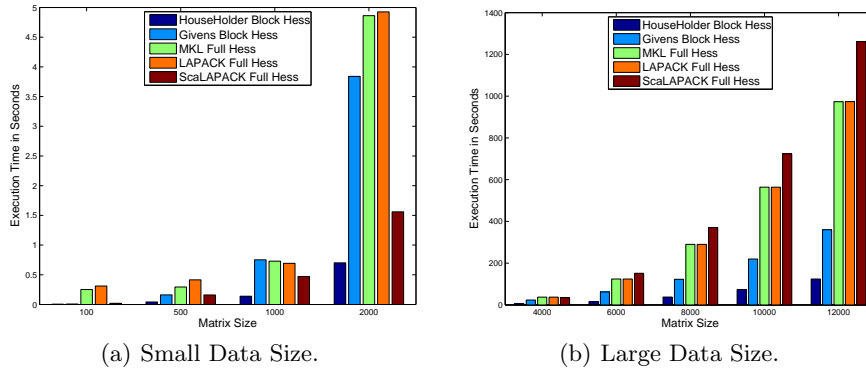 HouseHolder Block Hess
Givens Block Hess
MKL Full Hess
LAPACK Full Hess
ScaLAPACK Full Hess
Execution Time in Seconds
5
4.5
4
3.5
3
2.5
2
1.5
1
0.5
0
100
500
1000
2000
Matrix Size
(a) Small Data Size.
HouseHolder Block Hess
Givens Block Hess
MKL Full Hess
LAPACK Full Hess
ScaLAPACK Full Hess
Execution Time in Seconds
1400
1200
1000
800
600
400
200
0
4000
6000
8000
10000
12000
Matrix Size
(b) Large Data Size.